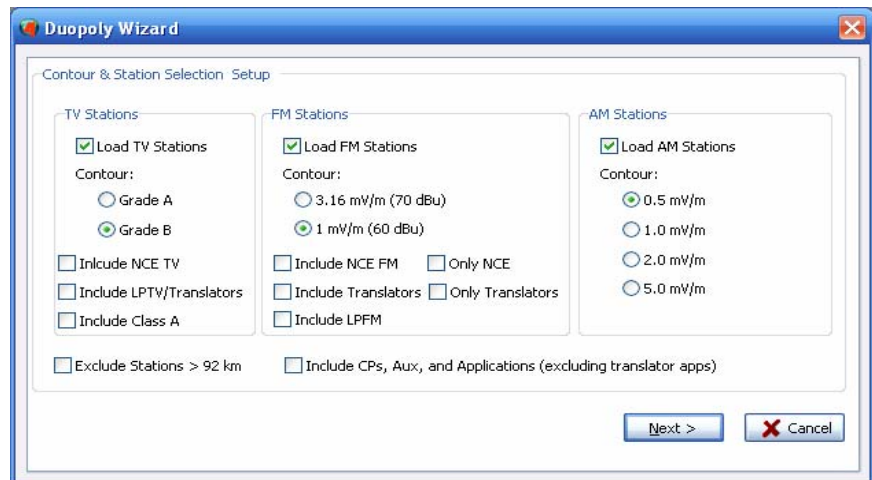 Duopoly Wizard
Contour & Station Selection Setup
TV Stations
Load TV Stations
Contour:
Grade A
Grade B
Inlcude NCE TV
Include LPTV/Translators
Include Class A
FM Stations
Load FM Stations
Contour:
3.16 mV/m (70 dBu)
1 mV/m (60 dBu)
Include NCE FM Only NCE
Include Translators Only Translators
Include LPFM
AM Stations
Load AM Stations
Contour:
0.5 mV/m
1.0 mV/m
2.0 mV/m
5.0 mV/m
Exclude Stations > 92 km
Include CPs, Aux, and Applications (excluding translator apps)
Next >
Cancel